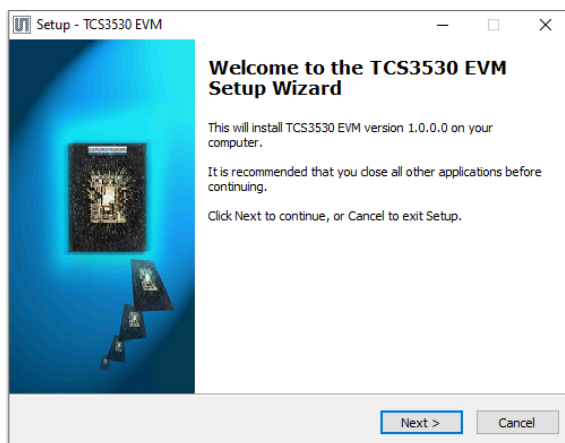 Setup - TCS3530 EVM
Welcome to the TCS3530 EVM
Setup Wizard
This will install TCS3530 EVM version 1.0.0.0 on your
computer.
It is recommended that you close all other applications before
continuing.
Click Next to continue, or Cancel to exit Setup.
Next >
Cancel